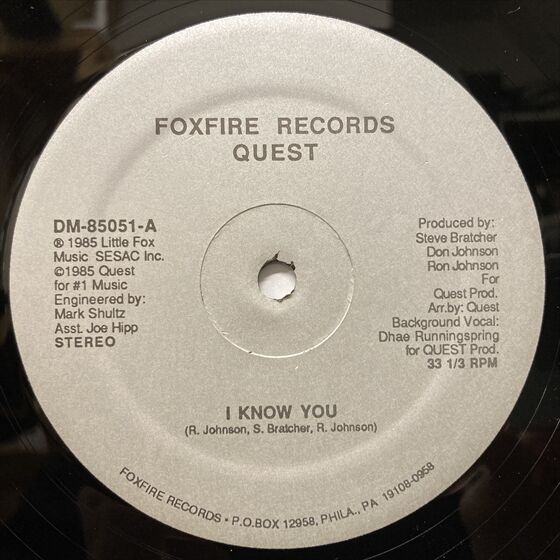 FOXFIRE RECORDS
QUEST
DM-85051-A
℗ 1985 Little Fox
Music SESAC Inc.
©1985 Quest
for #1 Music
Engineered by:
Mark Shultz
Asst. Joe Hipp
STEREO
Produced by:
Steve Bratcher
Don Johnson
Ron Johnson
For
Quest Prod.
Arr.by: Quest
Background Vocal:
Dhae Runningspring
for QUEST Prod.
33 1/3 RPM
I KNOW YOU
(R. Johnson, S. Bratcher, R. Johnson)
FOXFIRE RECORDS • P.O.BOX 12958, PHILA., PA 19108-0958